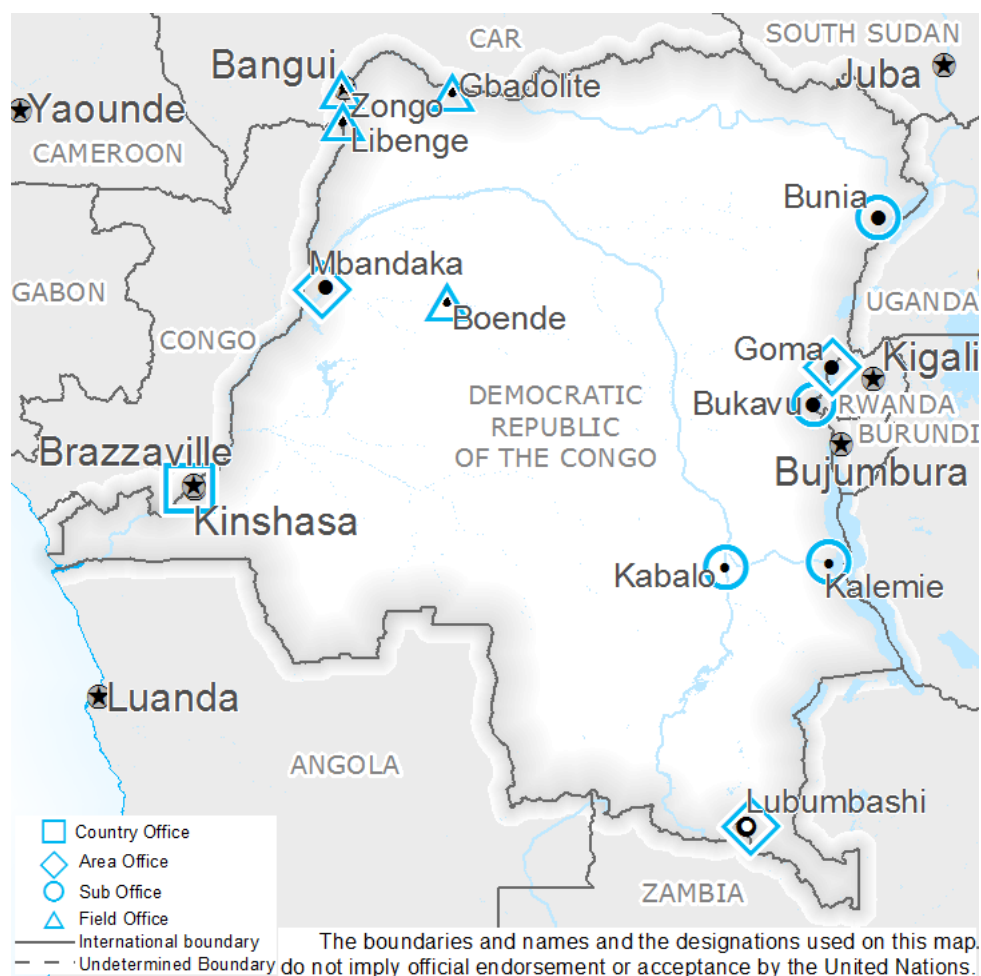 CAR
SOUTH SUDAN
Bangui
Juba
Gbadolite
Zongo
Yaounde
Libenge
CAMEROON
Bunia
Mbandaka
GABON
UGANDA
Boende
CONGO
Goma
Kigali
DEMOCRATIC
REPUBLIC
OF THE CONGO
Bukavu
RWANDA
BURUNDI
Brazzaville
Bujumbura
Kinshasa
Kabalo
Kalemie
Luanda
ANGOLA
Lubumbashi
ZAMBIA
Country Office
Area Office
Sub Office
Field Office
International boundary
Undetermined Boundary
The boundaries and names and the designations used on this map.
do not imply official endorsement or acceptance by the United Nations.